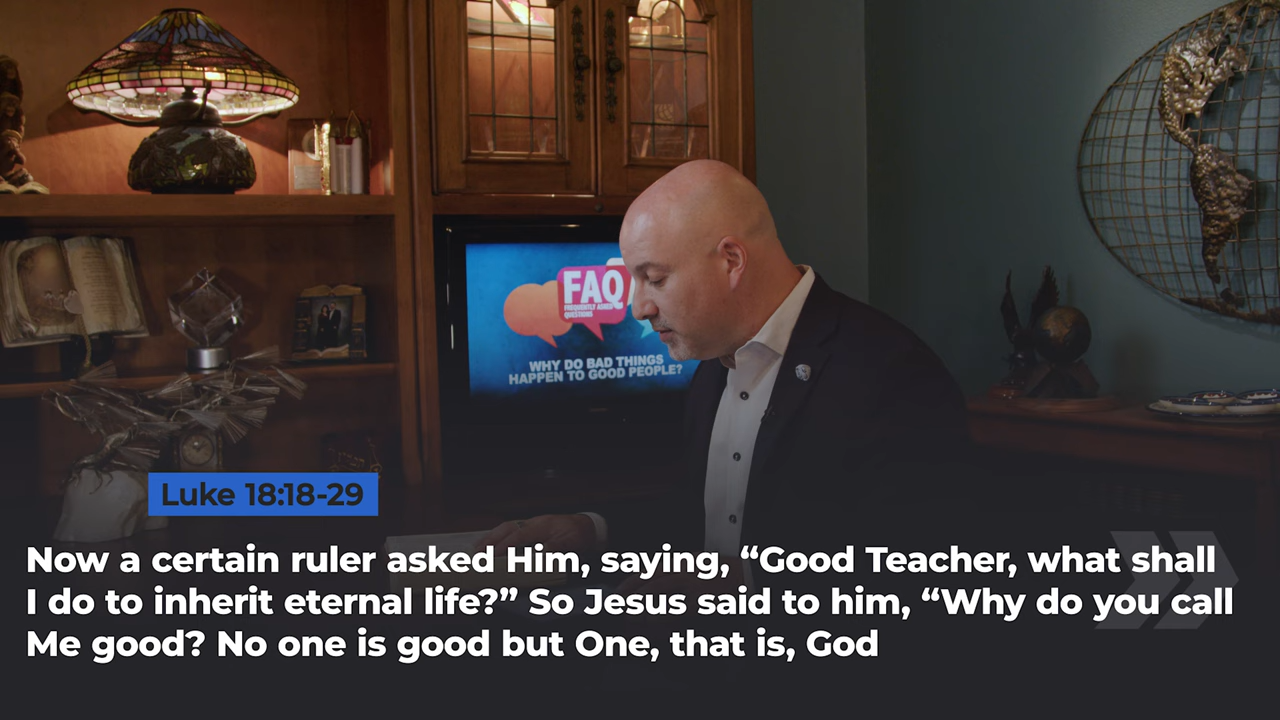 FAQ
FREQUENTLY ASKED
QUESTIONS
WHY DO BAD THINGS
HAPPEN TO GOOD PEOPLE?
Luke 18:18-29
Now a certain ruler asked Him, saying, “Good Teacher, what shall
I do to inherit eternal life?” So Jesus said to him, “Why do you call
Me good? No one is good but One, that is, God